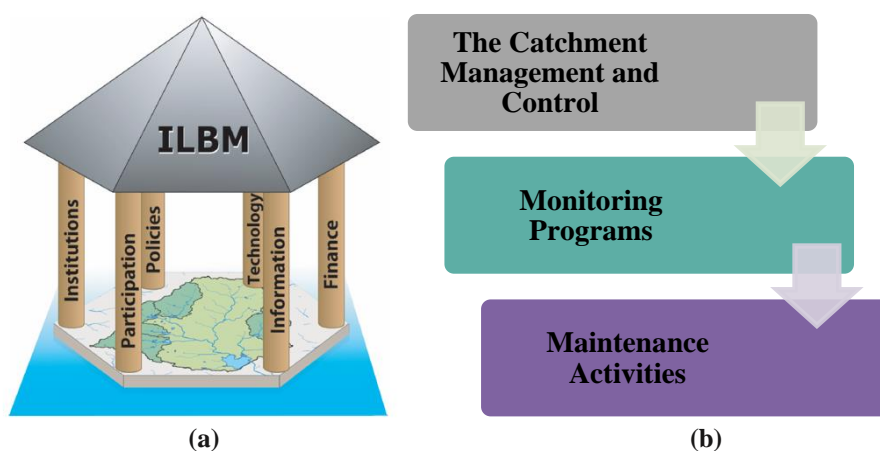 ILBM
Institutions
Participation
Policies
Technology
Information
Finance
(a)
The Catchment
Management and
Control
Monitoring
Programs
Maintenance
Activities
(b)